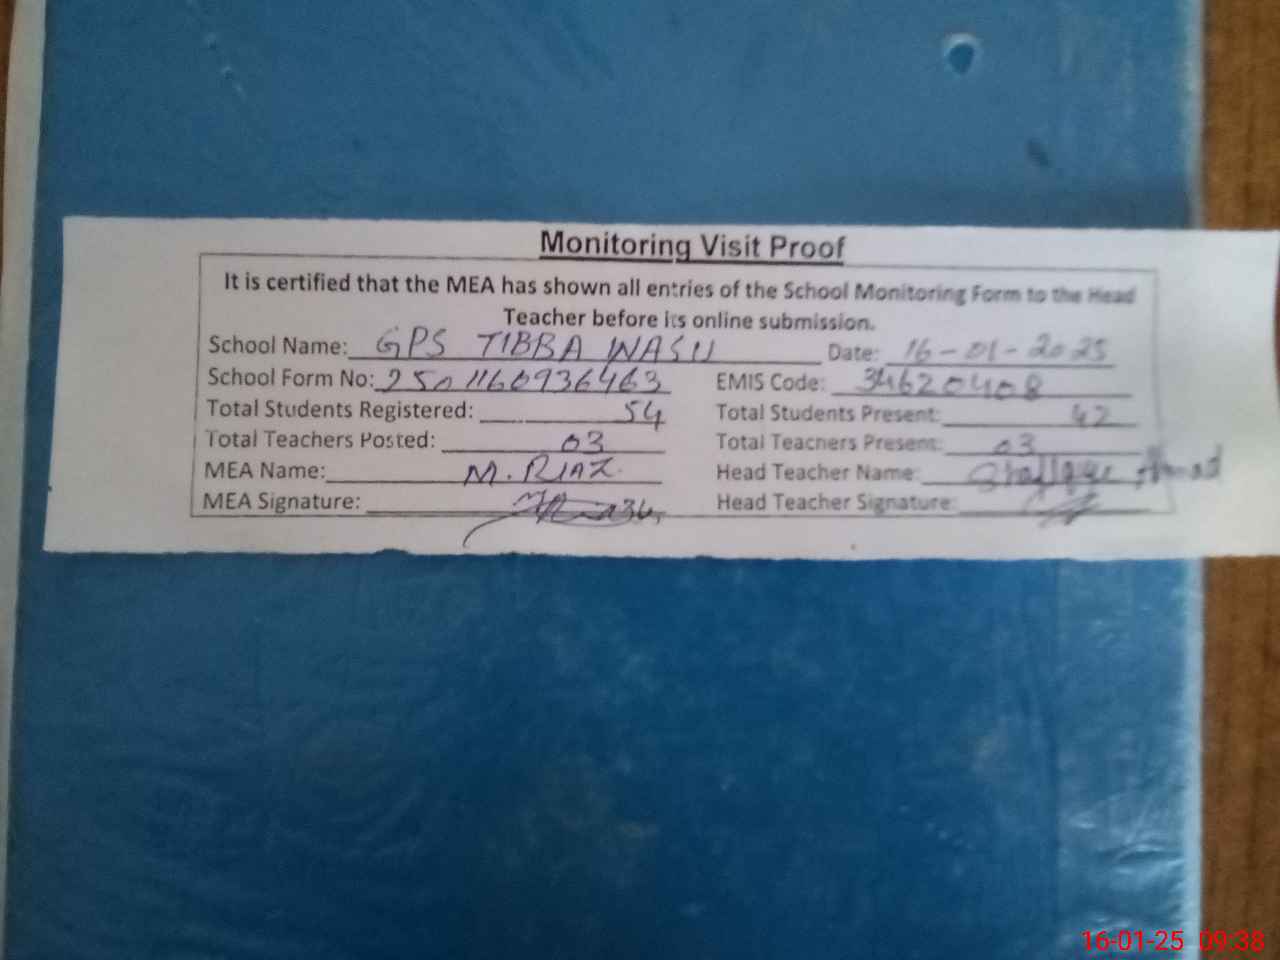 Monitoring Visit Proof
It is certified that the MEA has shown all entries of the School Monitoring Form to the Head
Teacher before its online submission.
School Name: GPS TIBBA WASU Date: 16-01-2025
School Form No: 2501160936463 EMIS Code: 34620408
Total Students Registered: 54 Total Students Present: 42
Total Teachers Posted: 03 Total Teachers Present: 03
MEA Name: M. RIAZ. Head Teacher Name: Shafique Ahmad
MEA Signature: Head Teacher Signature:
16-01-25 09:38